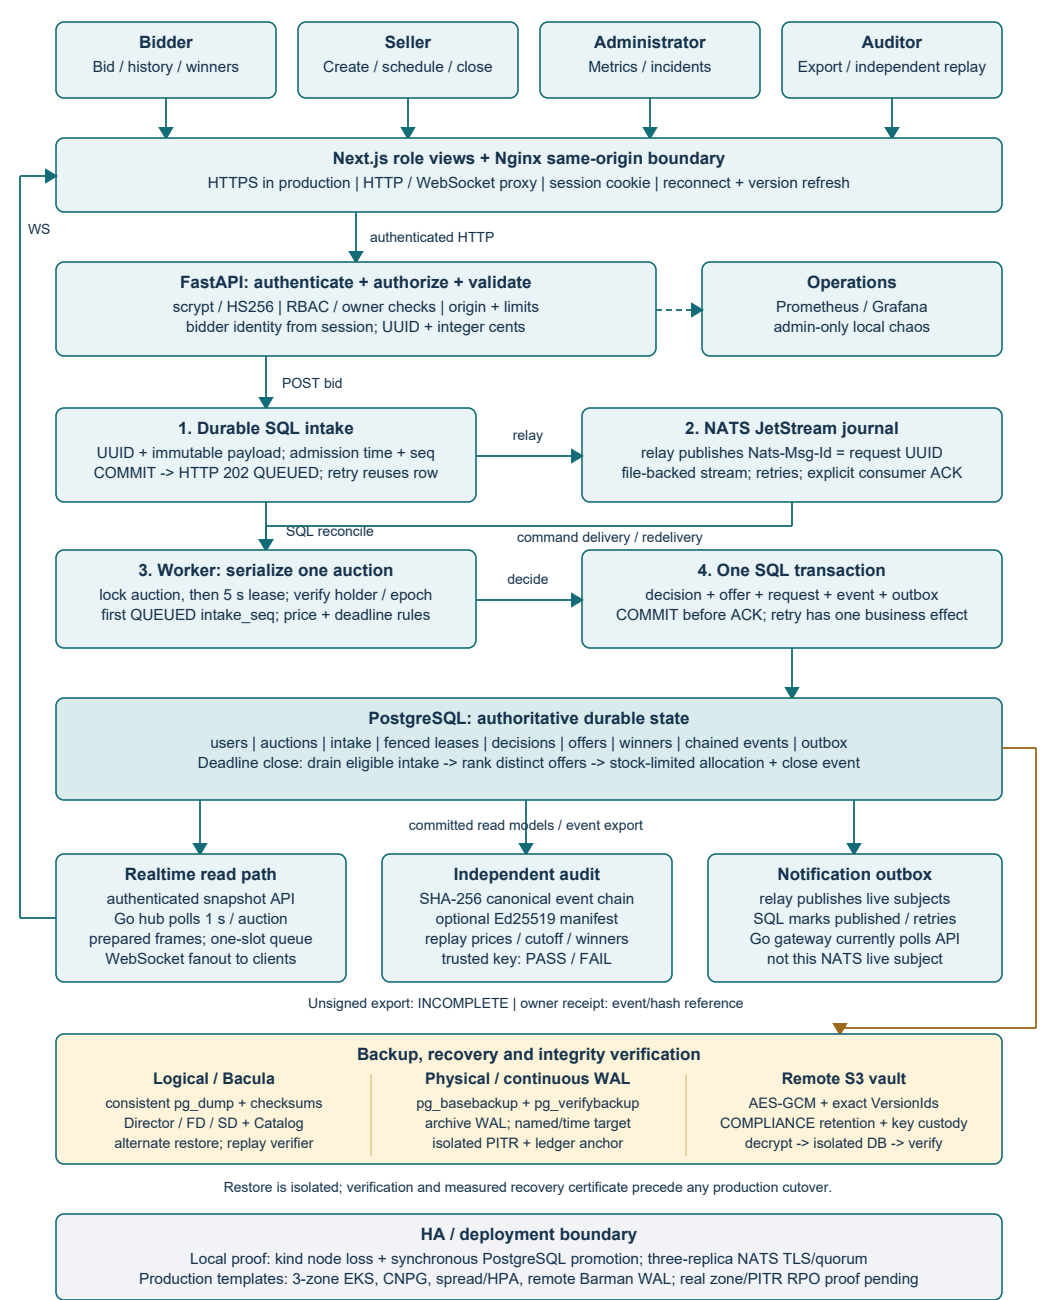 Bidder
Bid / history / winners
Seller
Create / schedule / close
Administrator
Metrics / incidents
Auditor
Export / independent replay
Next.js role views + Nginx same-origin boundary
HTTPS in production | HTTP / WebSocket proxy | session cookie | reconnect + version refresh
WS
authenticated HTTP
FastAPI: authenticate + authorize + validate
scrypt / HS256 | RBAC / owner checks | origin + limits
bidder identity from session; UUID + integer cents
Operations
Prometheus / Grafana
admin-only local chaos
POST bid
1. Durable SQL intake
UUID + immutable payload; admission time + seq
COMMIT -> HTTP 202 QUEUED; retry reuses row
relay
2. NATS JetStream journal
relay publishes Nats-Msg-Id = request UUID
file-backed stream; retries; explicit consumer ACK
SQL reconcile
command delivery / redelivery
3. Worker: serialize one auction
lock auction, then 5 s lease; verify holder / epoch
first QUEUED intake_seq; price + deadline rules
decide
4. One SQL transaction
decision + offer + request + event + outbox
COMMIT before ACK; retry has one business effect
PostgreSQL: authoritative durable state
users | auctions | intake | fenced leases | decisions | offers | winners | chained events | outbox
Deadline close: drain eligible intake -> rank distinct offers -> stock-limited allocation + close event
committed read models / event export
Realtime read path
authenticated snapshot API
Go hub polls 1 s / auction
prepared frames; one-slot queue
WebSocket fanout to clients
Independent audit
SHA-256 canonical event chain
optional Ed25519 manifest
replay prices / cutoff / winners
trusted key: PASS / FAIL
Notification outbox
relay publishes live subjects
SQL marks published / retries
Go gateway currently polls API
not this NATS live subject
Unsigned export: INCOMPLETE | owner receipt: event/hash reference
Backup, recovery and integrity verification
Logical / Bacula
consistent pg_dump + checksums
Director / FD / SD + Catalog
alternate restore; replay verifier
Physical / continuous WAL
pg_basebackup + pg_verifybackup
archive WAL; named/time target
isolated PITR + ledger anchor
Remote S3 vault
AES-GCM + exact VersionIds
COMPLIANCE retention + key custody
decrypt -> isolated DB -> verify
Restore is isolated; verification and measured recovery certificate precede any production cutover.
HA / deployment boundary
Local proof: kind node loss + synchronous PostgreSQL promotion; three-replica NATS TLS/quorum
Production templates: 3-zone EKS, CNPG, spread/HPA, remote Barman WAL; real zone/PITR RPO proof pending